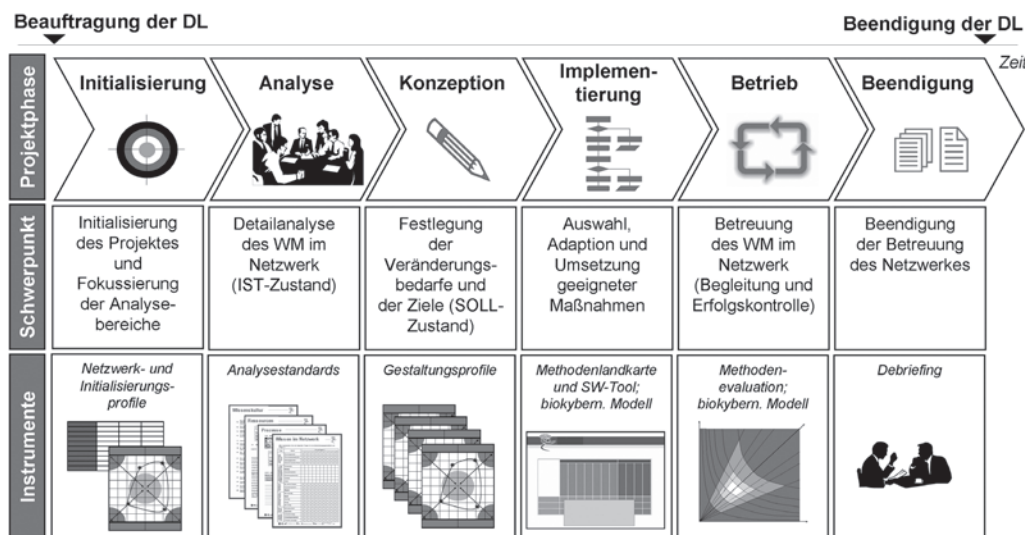 Beauftragung der DL
Beendigung der DL
Zeit
Projektphase
Initialisierung
Analyse
Konzeption
Implemen-
tierung
Betrieb
Beendigung
Schwerpunkt
Initialisierung
des Projektes
und
Fokussierung
der Analyse-
bereiche
Detailanalyse
des WM im
Netzwerk
(IST-Zustand)
Festlegung
der
Veränderungs-
bedarfe und
der Ziele (SOLL-
Zustand)
Auswahl,
Adaption und
Umsetzung
geeigneter
Maßnahmen
Betreuung
des WM im
Netzwerk
(Begleitung und
Erfolgskontrolle)
Beendigung
der Betreuung
des Netzwerkes
Instrumente
Netzwerk- und
Initialisierungs-
profile
Analysestandards
Gestaltungsprofile
Methodenlandkarte
und SW-Tool;
biokybern. Modell
Methoden-
evaluation;
biokybern. Modell
Debriefing